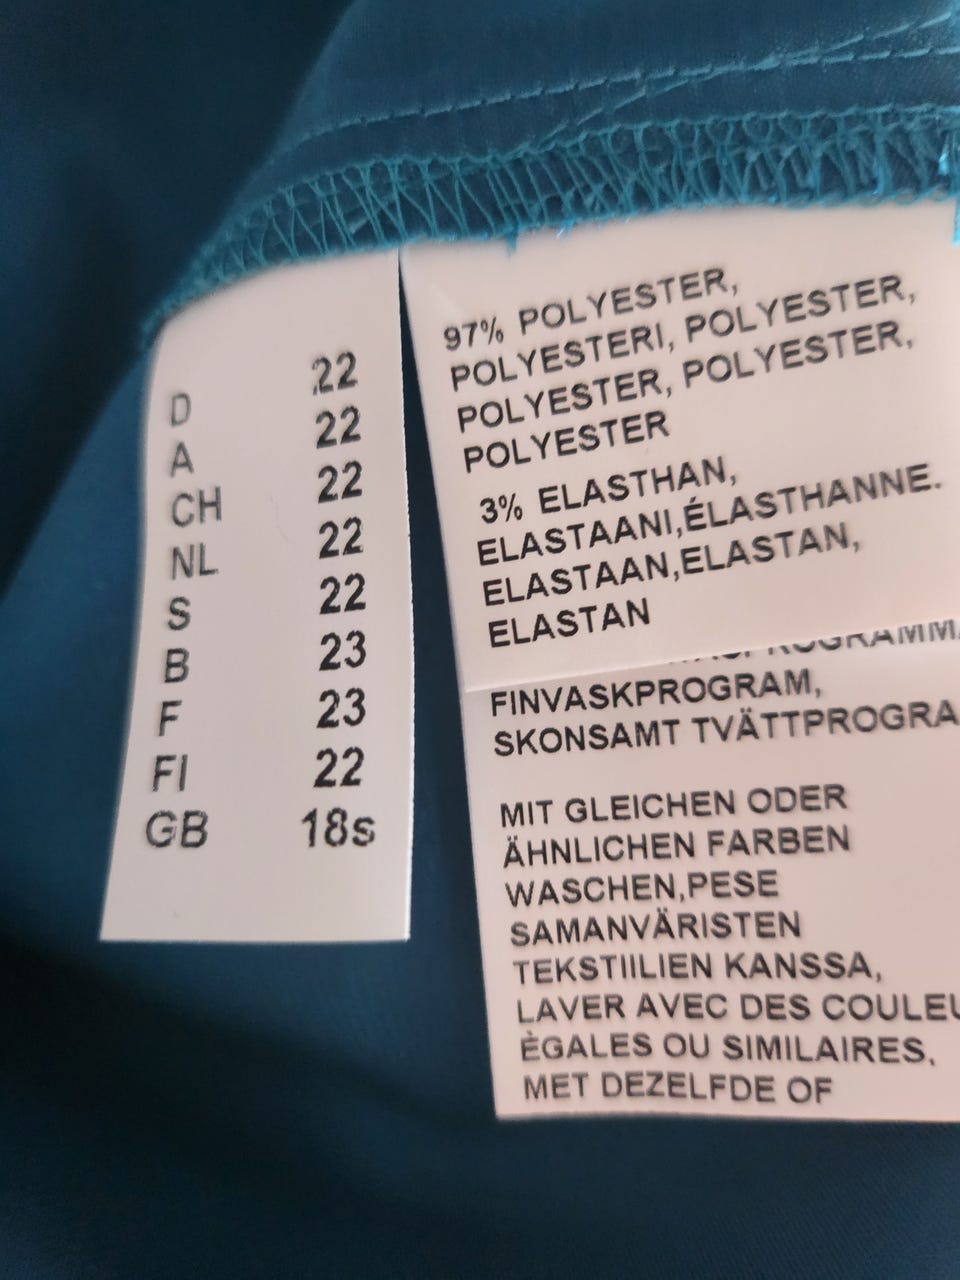 D 22
A 22
CH 22
NL 22
S 22
B 23
F 23
FI 22
GB 18s
97% POLYESTER,
POLYESTERI, POLYESTER,
POLYESTER, POLYESTER,
POLYESTER
3% ELASTHAN,
ELASTAANI,ÉLASTHANNE.
ELASTAAN,ELASTAN,
ELASTAN
FINVASKPROGRAM,
SKONSAMT TVÄTTPROGRA
MIT GLEICHEN ODER
ÄHNLICHEN FARBEN
WASCHEN,PESE
SAMANVÄRISTEN
TEKSTIILIEN KANSSA,
LAVER AVEC DES COULEU
ÈGALES OU SIMILAIRES.
MET DEZELFDE OF